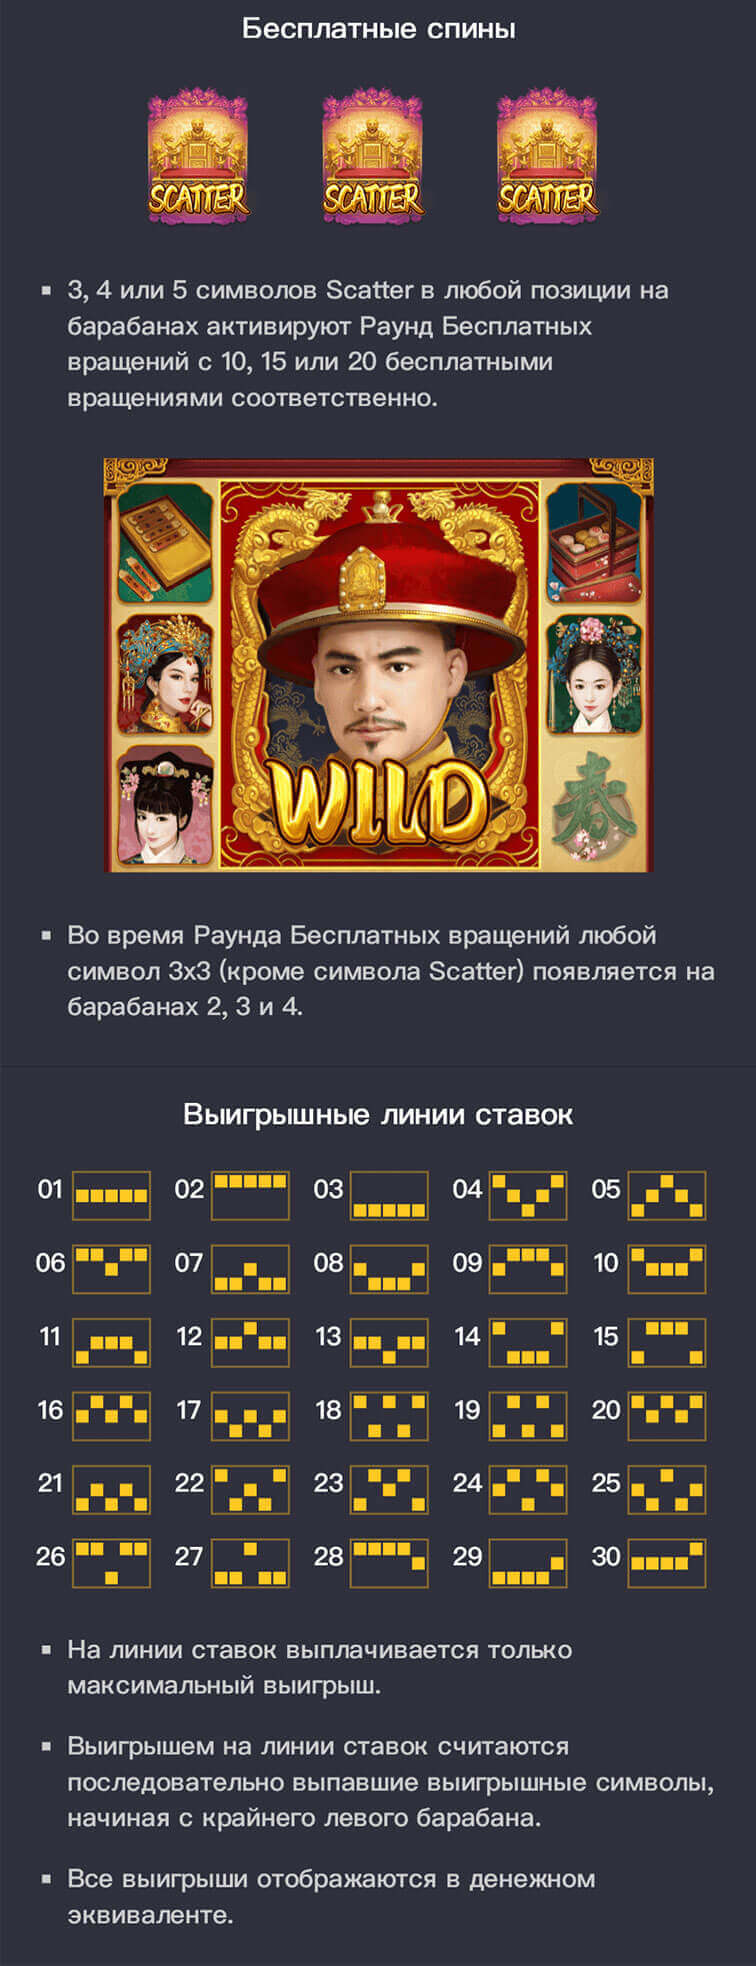 Бесплатные спины
SCATTER SCATTER SCATTER
▪ 3, 4 или 5 символов Scatter в любой позиции на
барабанах активируют Раунд Бесплатных
вращений с 10, 15 или 20 бесплатными
вращениями соответственно.
WILD
春
▪ Во время Раунда Бесплатных вращений любой
символ 3x3 (кроме символа Scatter) появляется на
барабанах 2, 3 и 4.
Выигрышные линии ставок
01 02 03 04 05
06 07 08 09 10
11 12 13 14 15
16 17 18 19 20
21 22 23 24 25
26 27 28 29 30
▪ На линии ставок выплачивается только
максимальный выигрыш.
▪ Выигрышем на линии ставок считаются
последовательно выпавшие выигрышные символы,
начиная с крайнего левого барабана.
▪ Все выигрыши отображаются в денежном
эквиваленте.